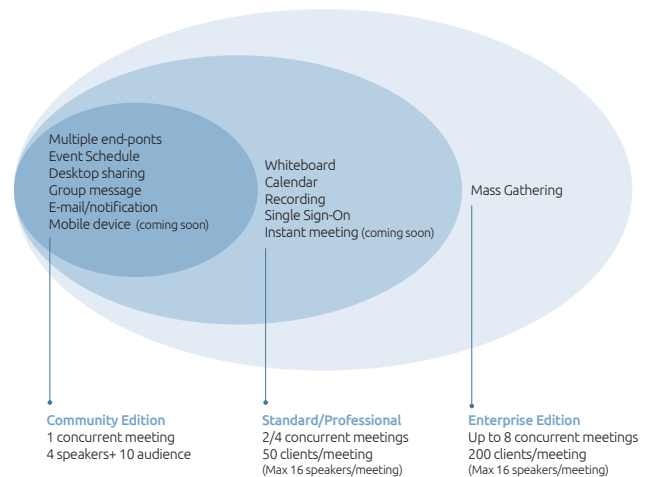 Multiple end-ponts
Event Schedule
Desktop sharing
Group message
E-mail/notification
Mobile device (coming soon)
Whiteboard
Calendar
Recording
Single Sign-On
Instant meeting (coming soon)
Mass Gathering
Community Edition
1 concurrent meeting
4 speakers+ 10 audience
Standard/Professional
2/4 concurrent meetings
50 clients/meeting
(Max 16 speakers/meeting)
Enterprise Edition
Up to 8 concurrent meetings
200 clients/meeting
(Max 16 speakers/meeting)